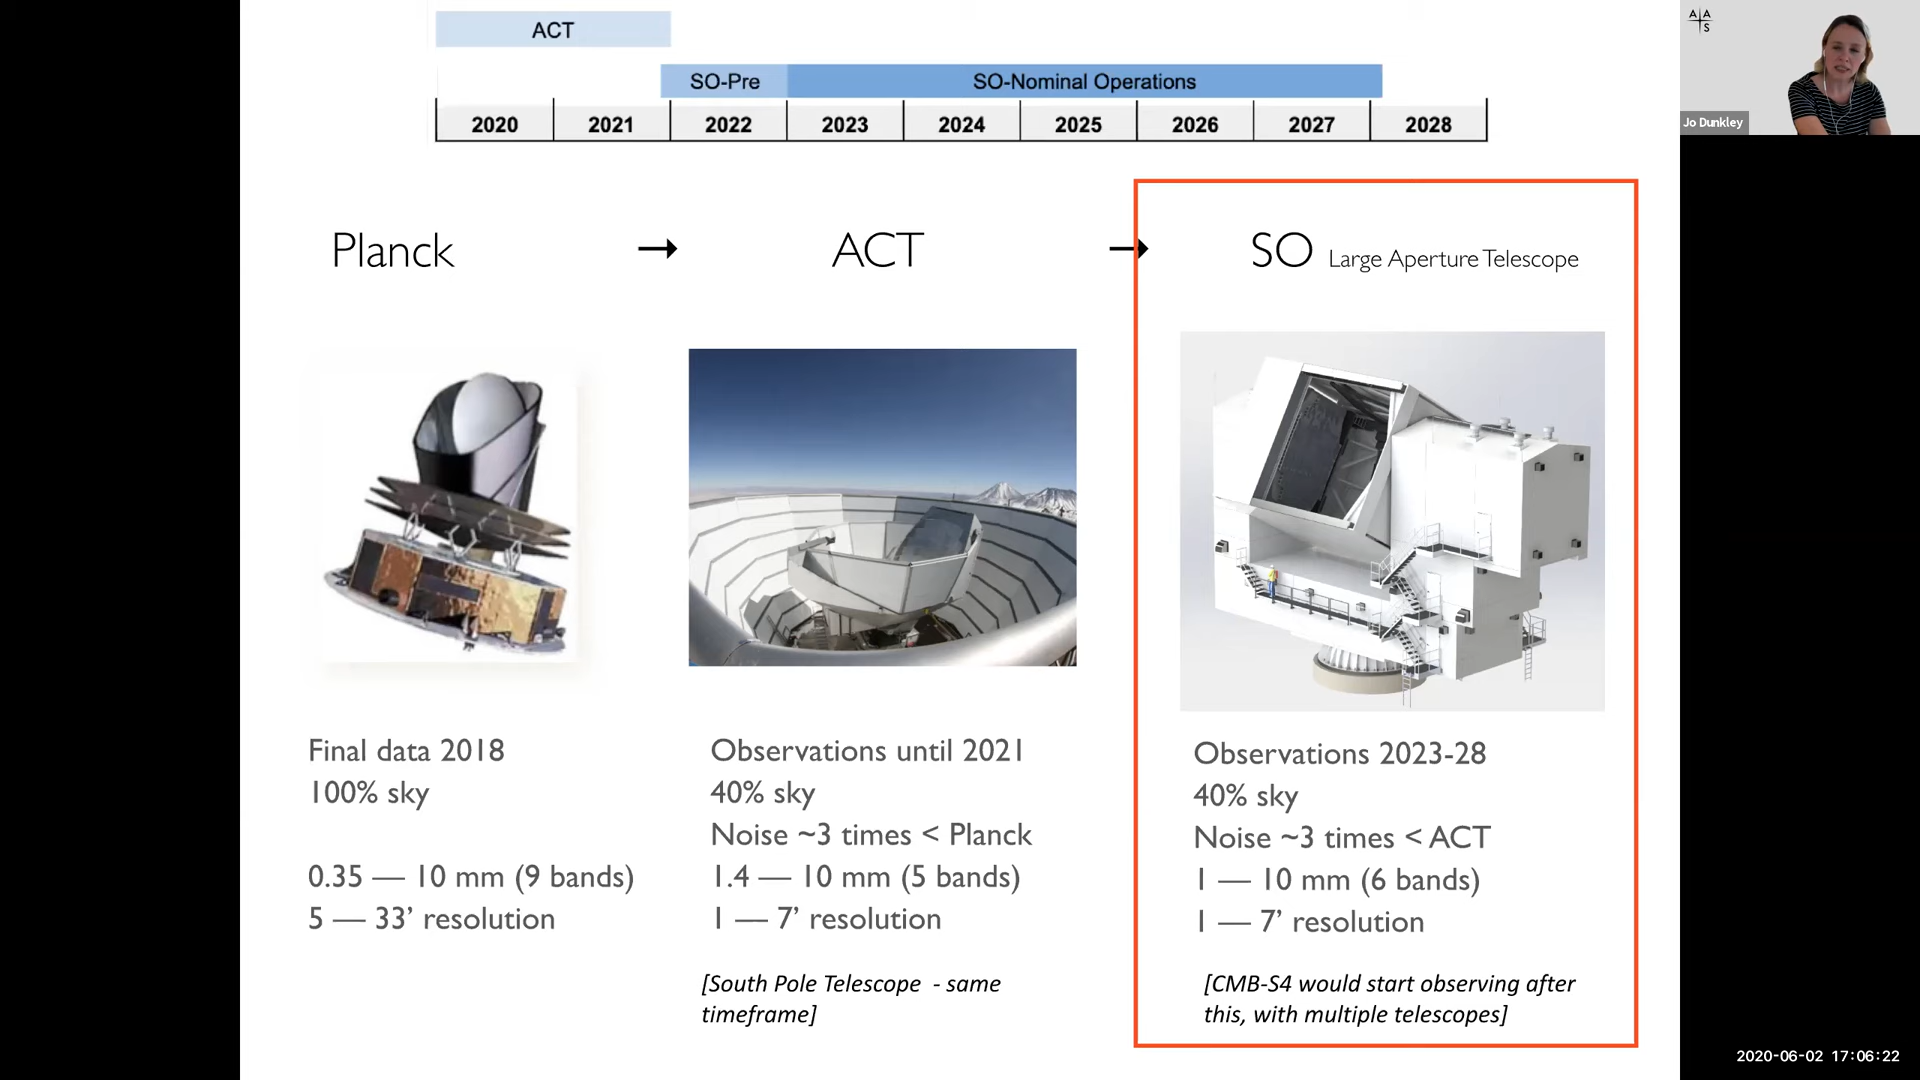 ACT
SO-Pre
SO-Nominal Operations
2020 2021 2022 2023 2024 2025 2026 2027 2028
A A
S
Jo Dunkley
Planck → ACT → SO Large Aperture Telescope
Final data 2018
100% sky
0.35 — 10 mm (9 bands)
5 — 33’ resolution
Observations until 2021
40% sky
Noise ~3 times < Planck
1.4 — 10 mm (5 bands)
1 — 7’ resolution
[South Pole Telescope - same
timeframe]
Observations 2023-28
40% sky
Noise ~3 times < ACT
1 — 10 mm (6 bands)
1 — 7’ resolution
[CMB-S4 would start observing after
this, with multiple telescopes]
2020-06-02 17:06:22